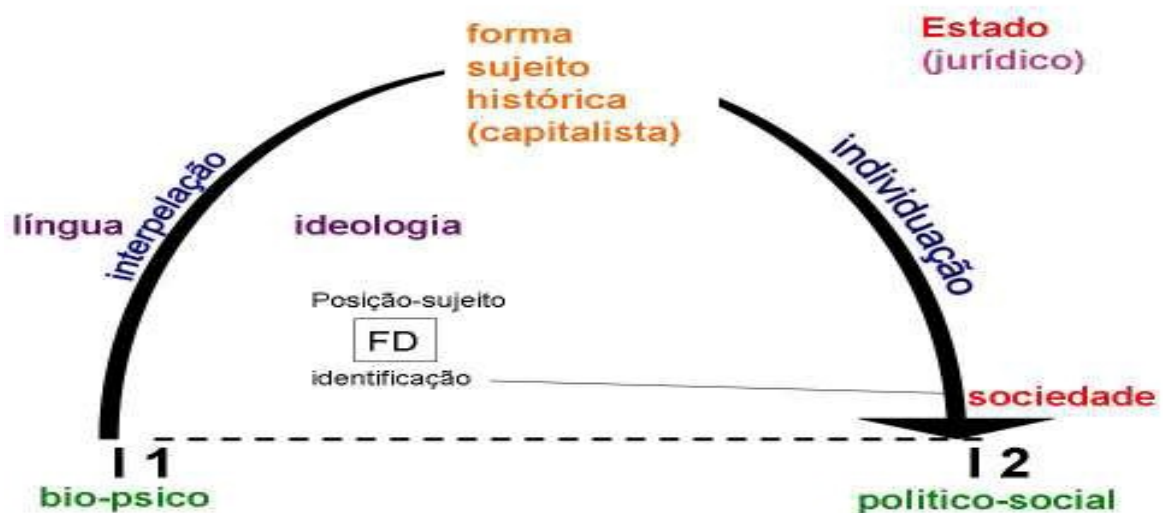 forma
sujeito
histórica
(capitalista)
Estado
(jurídico)
interpelação
individuação
língua
ideologia
Posição-sujeito
FD
identificação
sociedade
I 1
I 2
bio-psico
politico-social